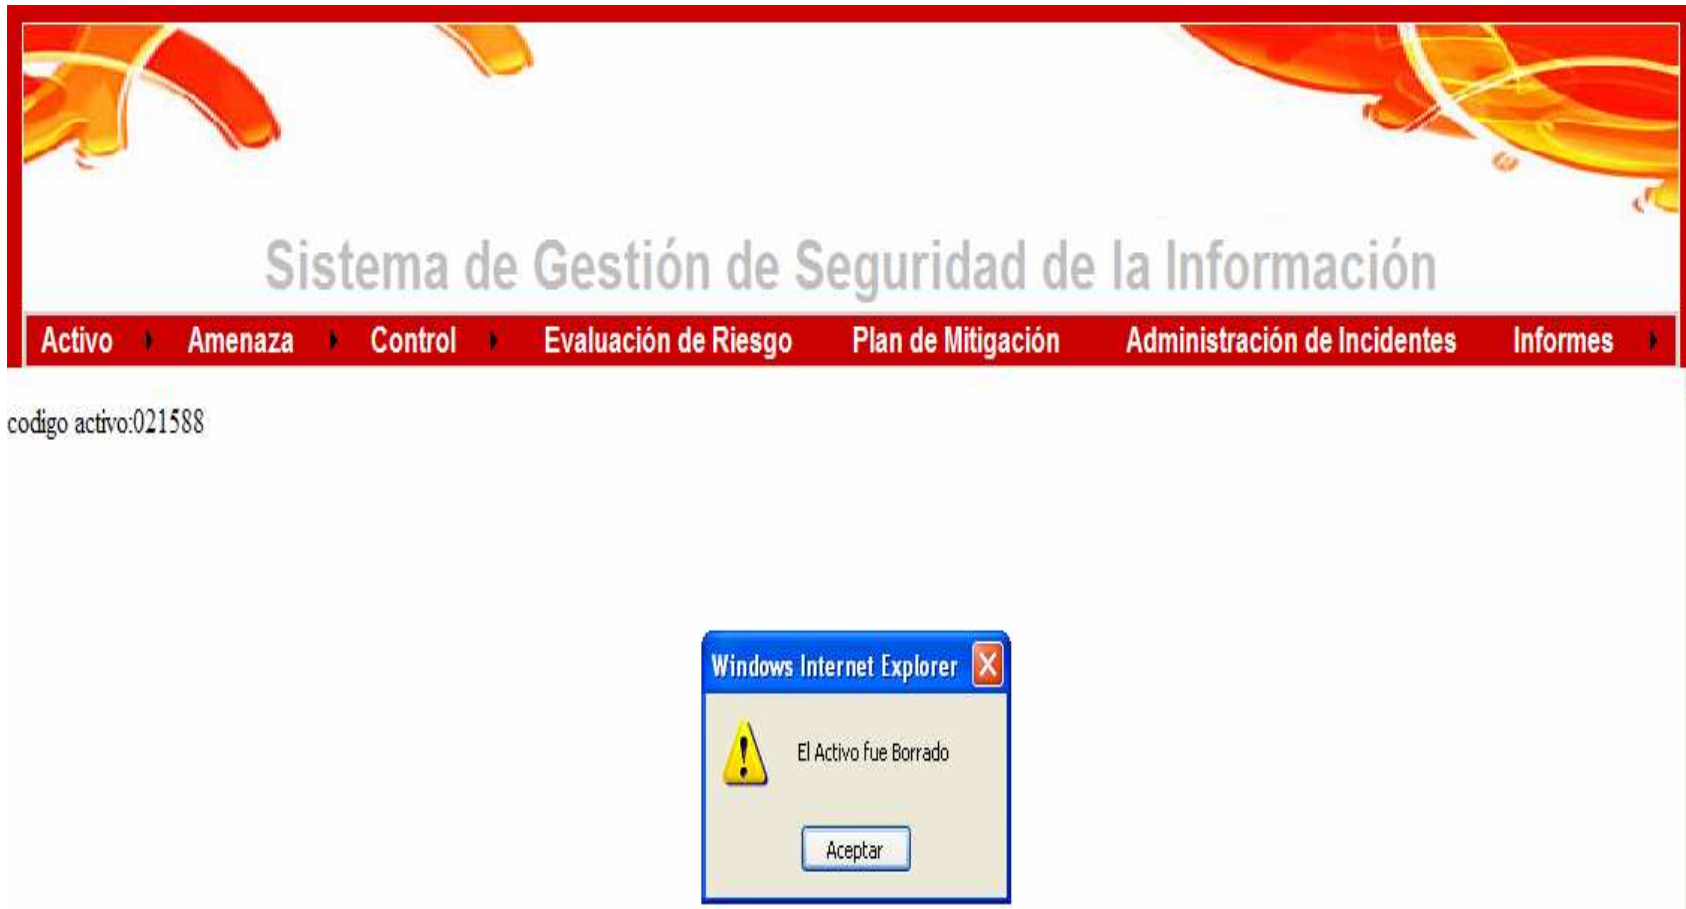 Sistema de Gestión de Seguridad de la Información
Activo Amenaza Control Evaluación de Riesgo Plan de Mitigación Administración de Incidentes Informes
codigo activo:021588
Windows Internet Explorer
El Activo fue Borrado
Aceptar